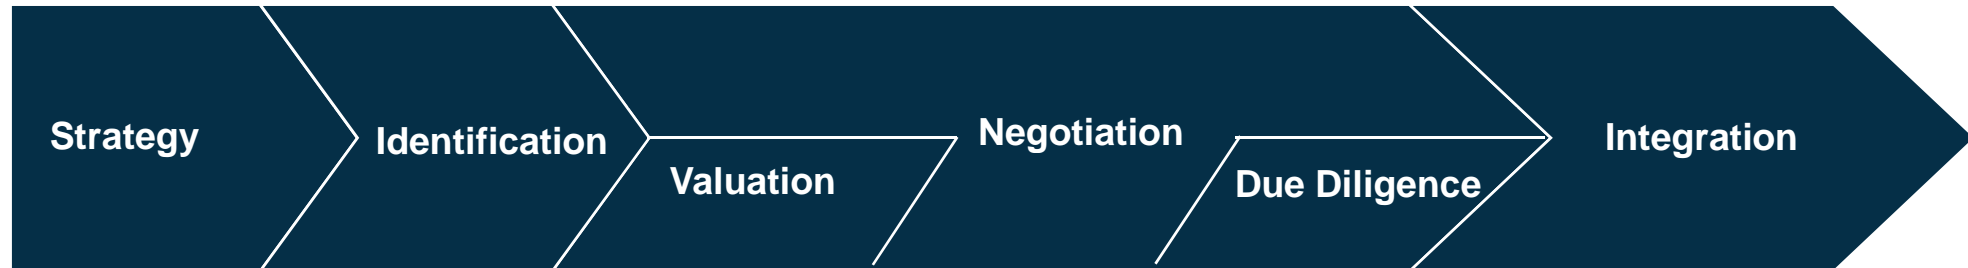 Strategy
Identification
Valuation
Negotiation
Due Diligence
Integration